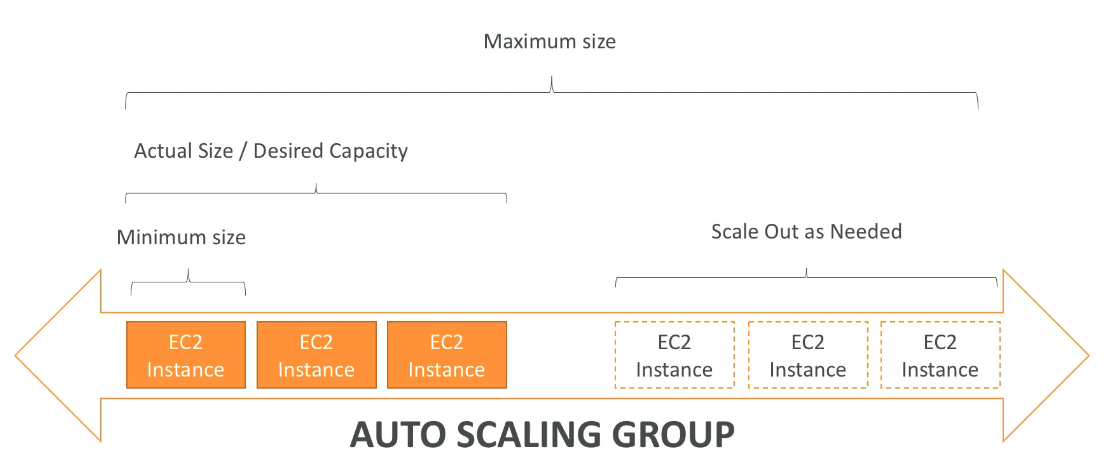 Maximum size
Actual Size / Desired Capacity
Minimum size
Scale Out as Needed
EC2
Instance
EC2
Instance
EC2
Instance
EC2
Instance
EC2
Instance
EC2
Instance
AUTO SCALING GROUP